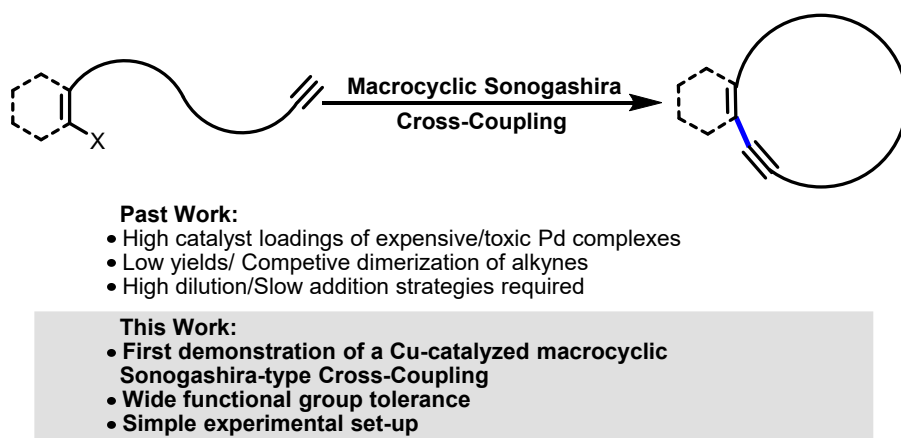 X
Macrocyclic Sonogashira
Cross-Coupling
Past Work:
• High catalyst loadings of expensive/toxic Pd complexes
• Low yields/ Competive dimerization of alkynes
• High dilution/Slow addition strategies required
This Work:
• First demonstration of a Cu-catalyzed macrocyclic
Sonogashira-type Cross-Coupling
• Wide functional group tolerance
• Simple experimental set-up